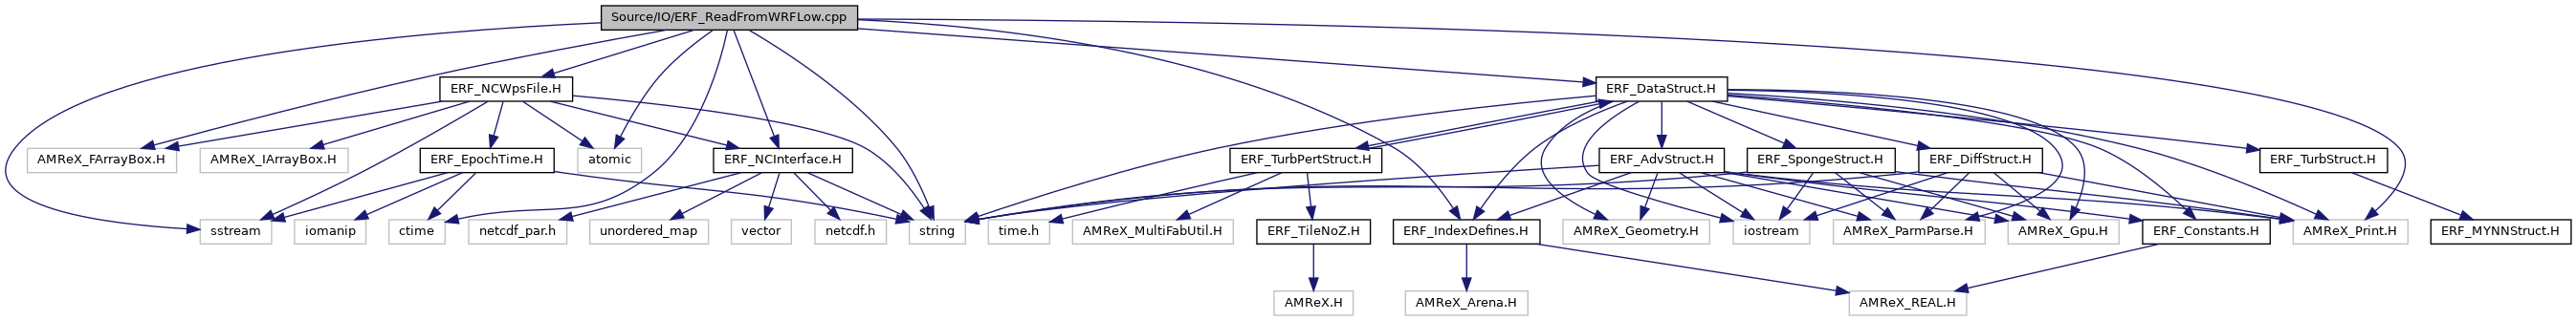 Source/IO/ERF_ReadFromWRFLow.cpp
ERF_NCWpsFile.H
ERF_DataStruct.H
AMReX_FArrayBox.H
AMReX_IArrayBox.H
ERF_EpochTime.H
atomic
ERF_NCInterface.H
ERF_TurbPertStruct.H
ERF_AdvStruct.H
ERF_SpongeStruct.H
ERF_DiffStruct.H
ERF_TurbStruct.H
sstream
iomanip
ctime
netcdf_par.h
unordered_map
vector
netcdf.h
string
time.h
AMReX_MultiFabUtil.H
ERF_TileNoZ.H
ERF_IndexDefines.H
AMReX_Geometry.H
iostream
AMReX_ParmParse.H
AMReX_Gpu.H
ERF_Constants.H
AMReX_Print.H
ERF_MYNNStruct.H
AMReX.H
AMReX_Arena.H
AMReX_REAL.H